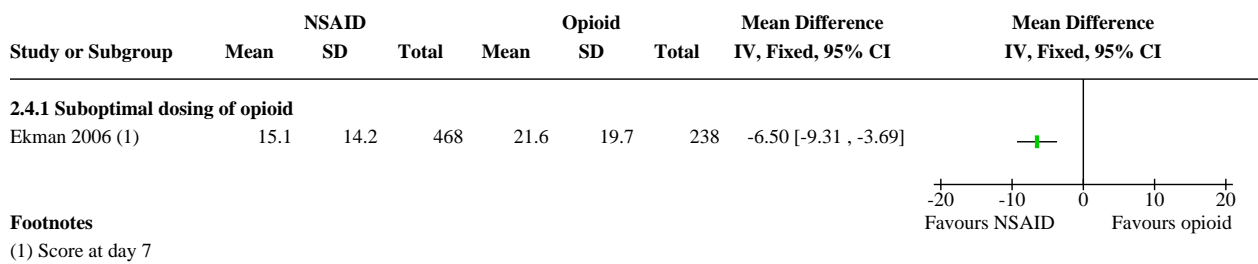 NSAID Opioid Mean Difference Mean Difference
Study or Subgroup Mean SD Total Mean SD Total IV, Fixed, 95% CI IV, Fixed, 95% CI
2.4.1 Suboptimal dosing of opioid
Ekman 2006 (1) 15.1 14.2 468 21.6 19.7 238 -6.50 [-9.31 , -3.69]
-20 -10 0 10 20
Footnotes Favours NSAID Favours opioid
(1) Score at day 7